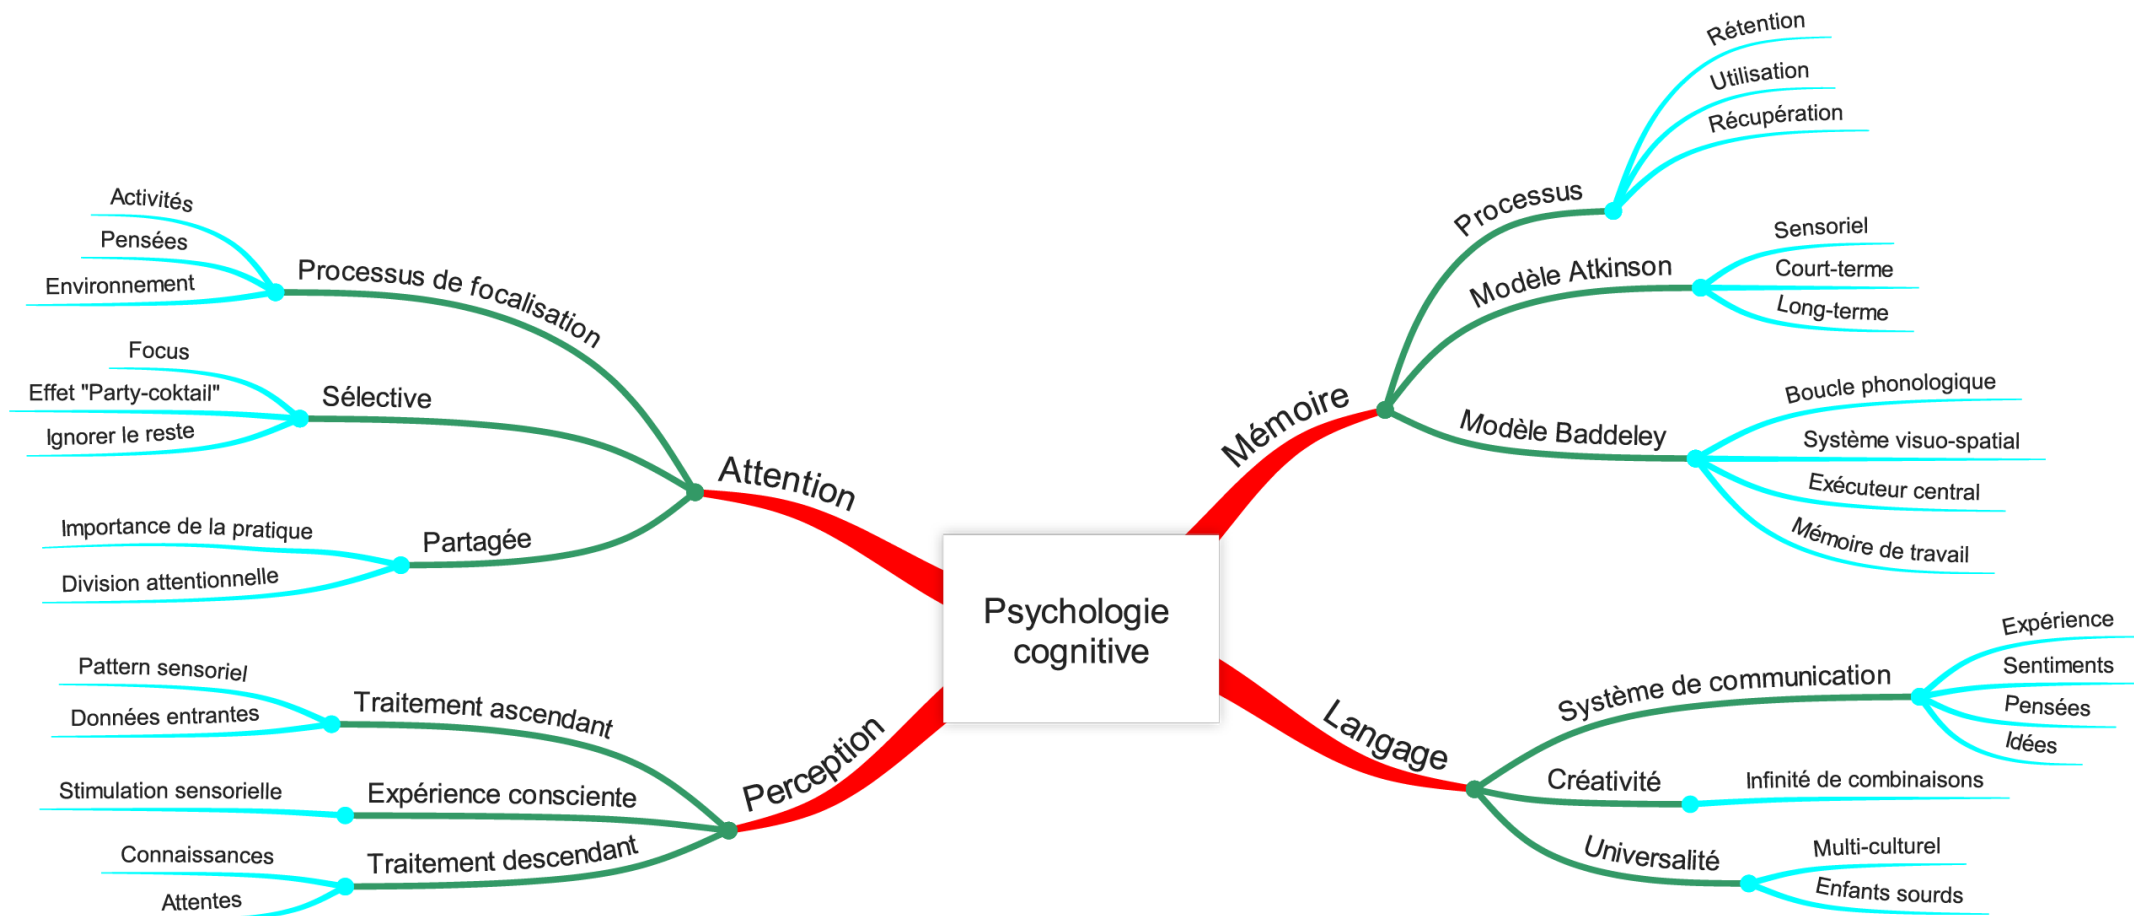 Psychologie
cognitive
Mémoire
Processus
Rétention
Utilisation
Récupération
Modèle Atkinson
Sensoriel
Court-terme
Long-terme
Modèle Baddeley
Boucle phonologique
Système visuo-spatial
Exécuteur central
Mémoire de travail
Langage
Système de communication
Expérience
Sentiments
Pensées
Idées
Créativité
Infinité de combinaisons
Universalité
Multi-culturel
Enfants sourds
Attention
Processus de focalisation
Activités
Pensées
Environnement
Sélective
Focus
Effet "Party-coktail"
Ignorer le reste
Partagée
Importance de la pratique
Division attentionnelle
Perception
Traitement ascendant
Pattern sensoriel
Données entrantes
Expérience consciente
Stimulation sensorielle
Traitement descendant
Connaissances
Attentes